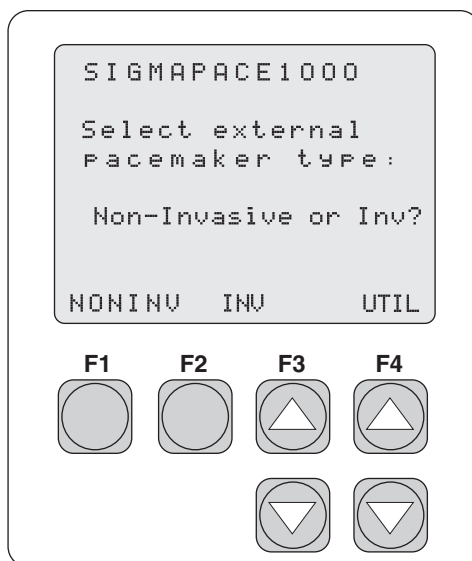 SIGMAPACE1000
Select external
pacemaker type:
Non-Invasive or Inv?
NONINV INV UTIL
F1 F2 F3 F4